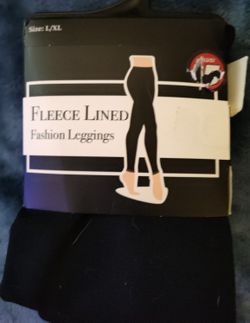 Size: L/XL
FLEECE LINED
Fashion Leggings